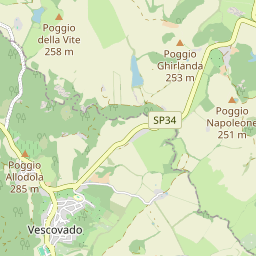 Poggio
della Vite
258 m
Poggio
Ghirlanda
253 m
Poggio
Napoleone
251 m
SP34
Poggio
Allodola
285 m
Vescovado